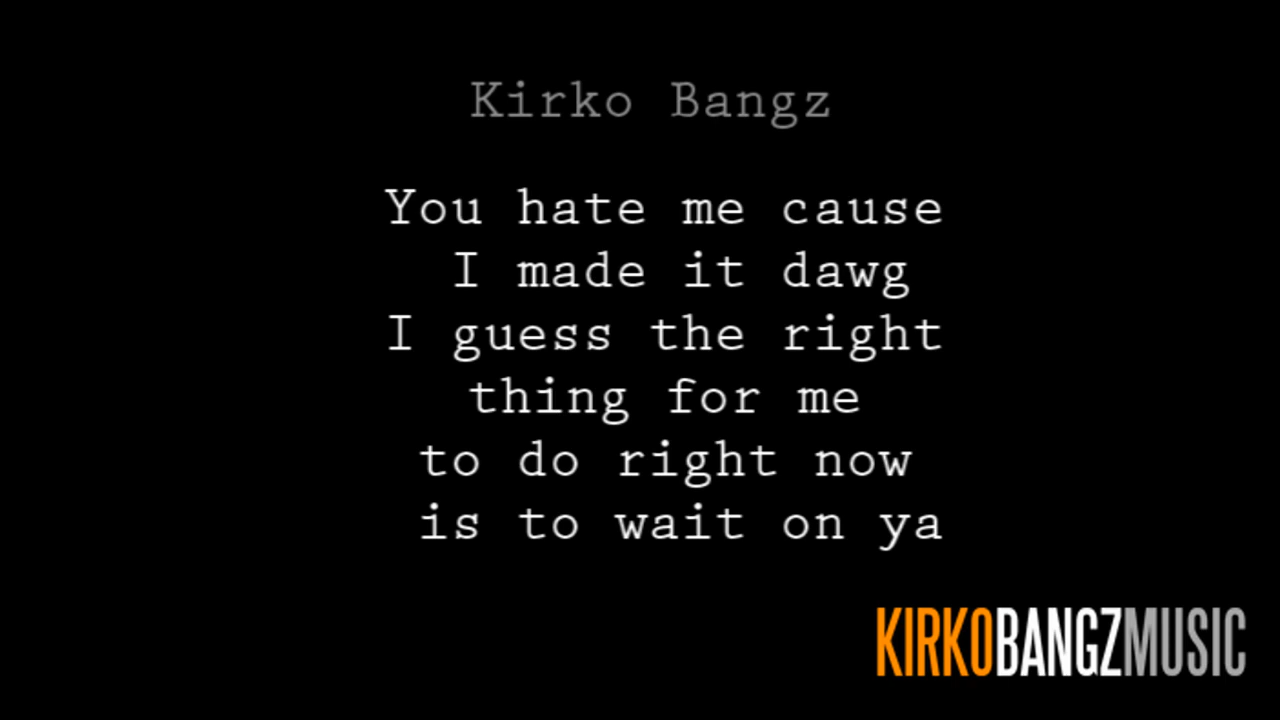 Kirko Bangz
You hate me cause
I made it dawg
I guess the right
thing for me
to do right now
is to wait on ya
KIRKOBANGZMUSIC